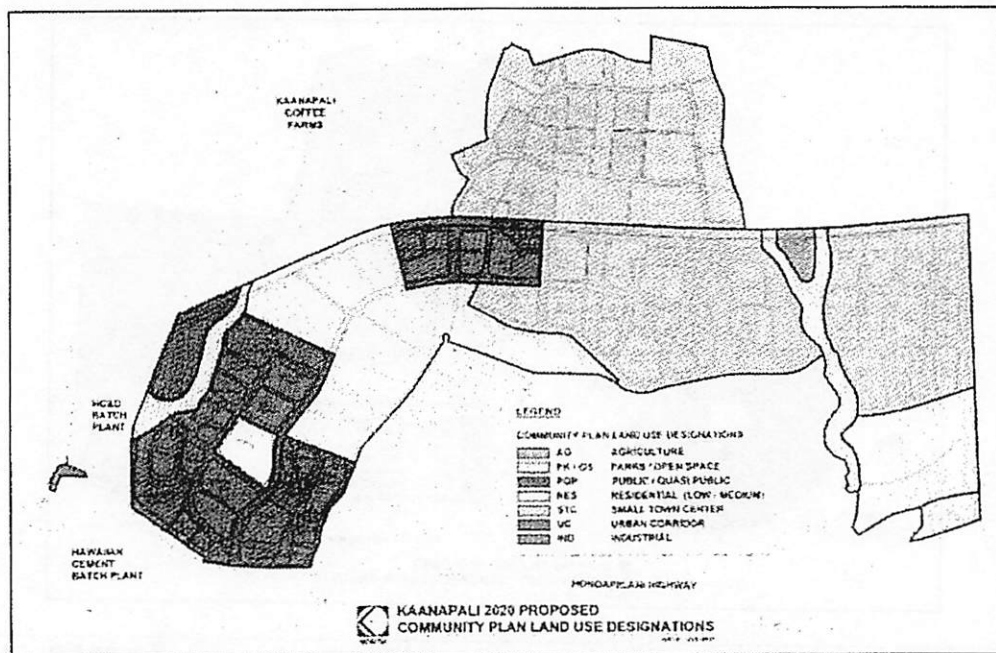 KAANAPALI
COFFEE
FARMS
HC&D
BATCH
PLANT
HAWAIIAN
CEMENT
BATCH PLANT
LEGEND
COMMUNITY PLAN LAND USE DESIGNATIONS
AG AGRICULTURE
PK / OS PARKS / OPEN SPACE
PQP PUBLIC / QUASI PUBLIC
RES RESIDENTIAL (LOW / MEDIUM)
STC SMALL TOWN CENTER
UC URBAN CORRIDOR
IND INDUSTRIAL
HONOAPIILANI HIGHWAY
KAANAPALI 2020 PROPOSED
COMMUNITY PLAN LAND USE DESIGNATIONS